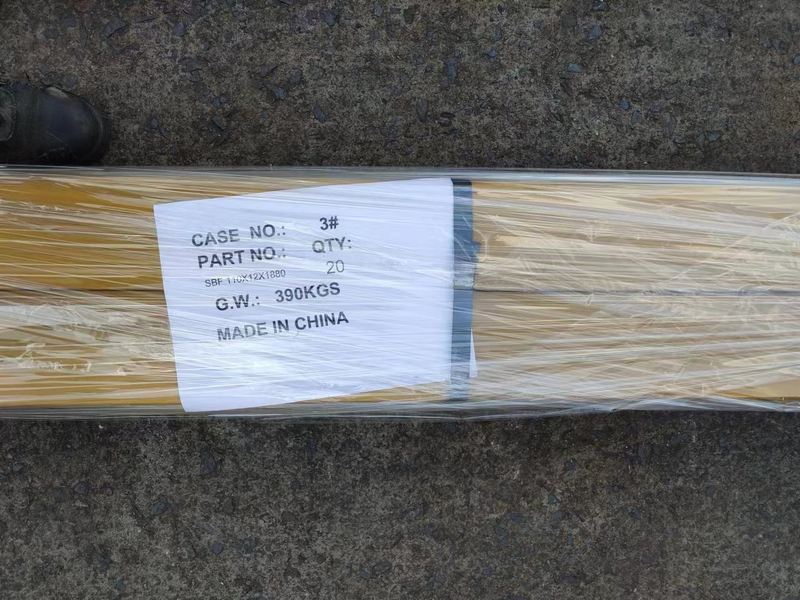 CASE NO.: 3#
PART NO.: QTY:
SBF 110X12X1880 20
G.W.: 390KGS
MADE IN CHINA